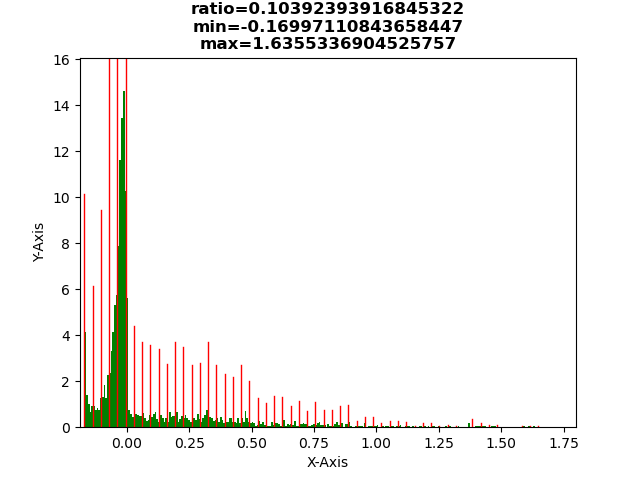 ratio=0.10392393916845322
min=-0.16997110843658447
max=1.6355336904525757
16
14
12
10
8
6
4
2
0
Y-Axis
0.00 0.25 0.50 0.75 1.00 1.25 1.50 1.75
X-Axis